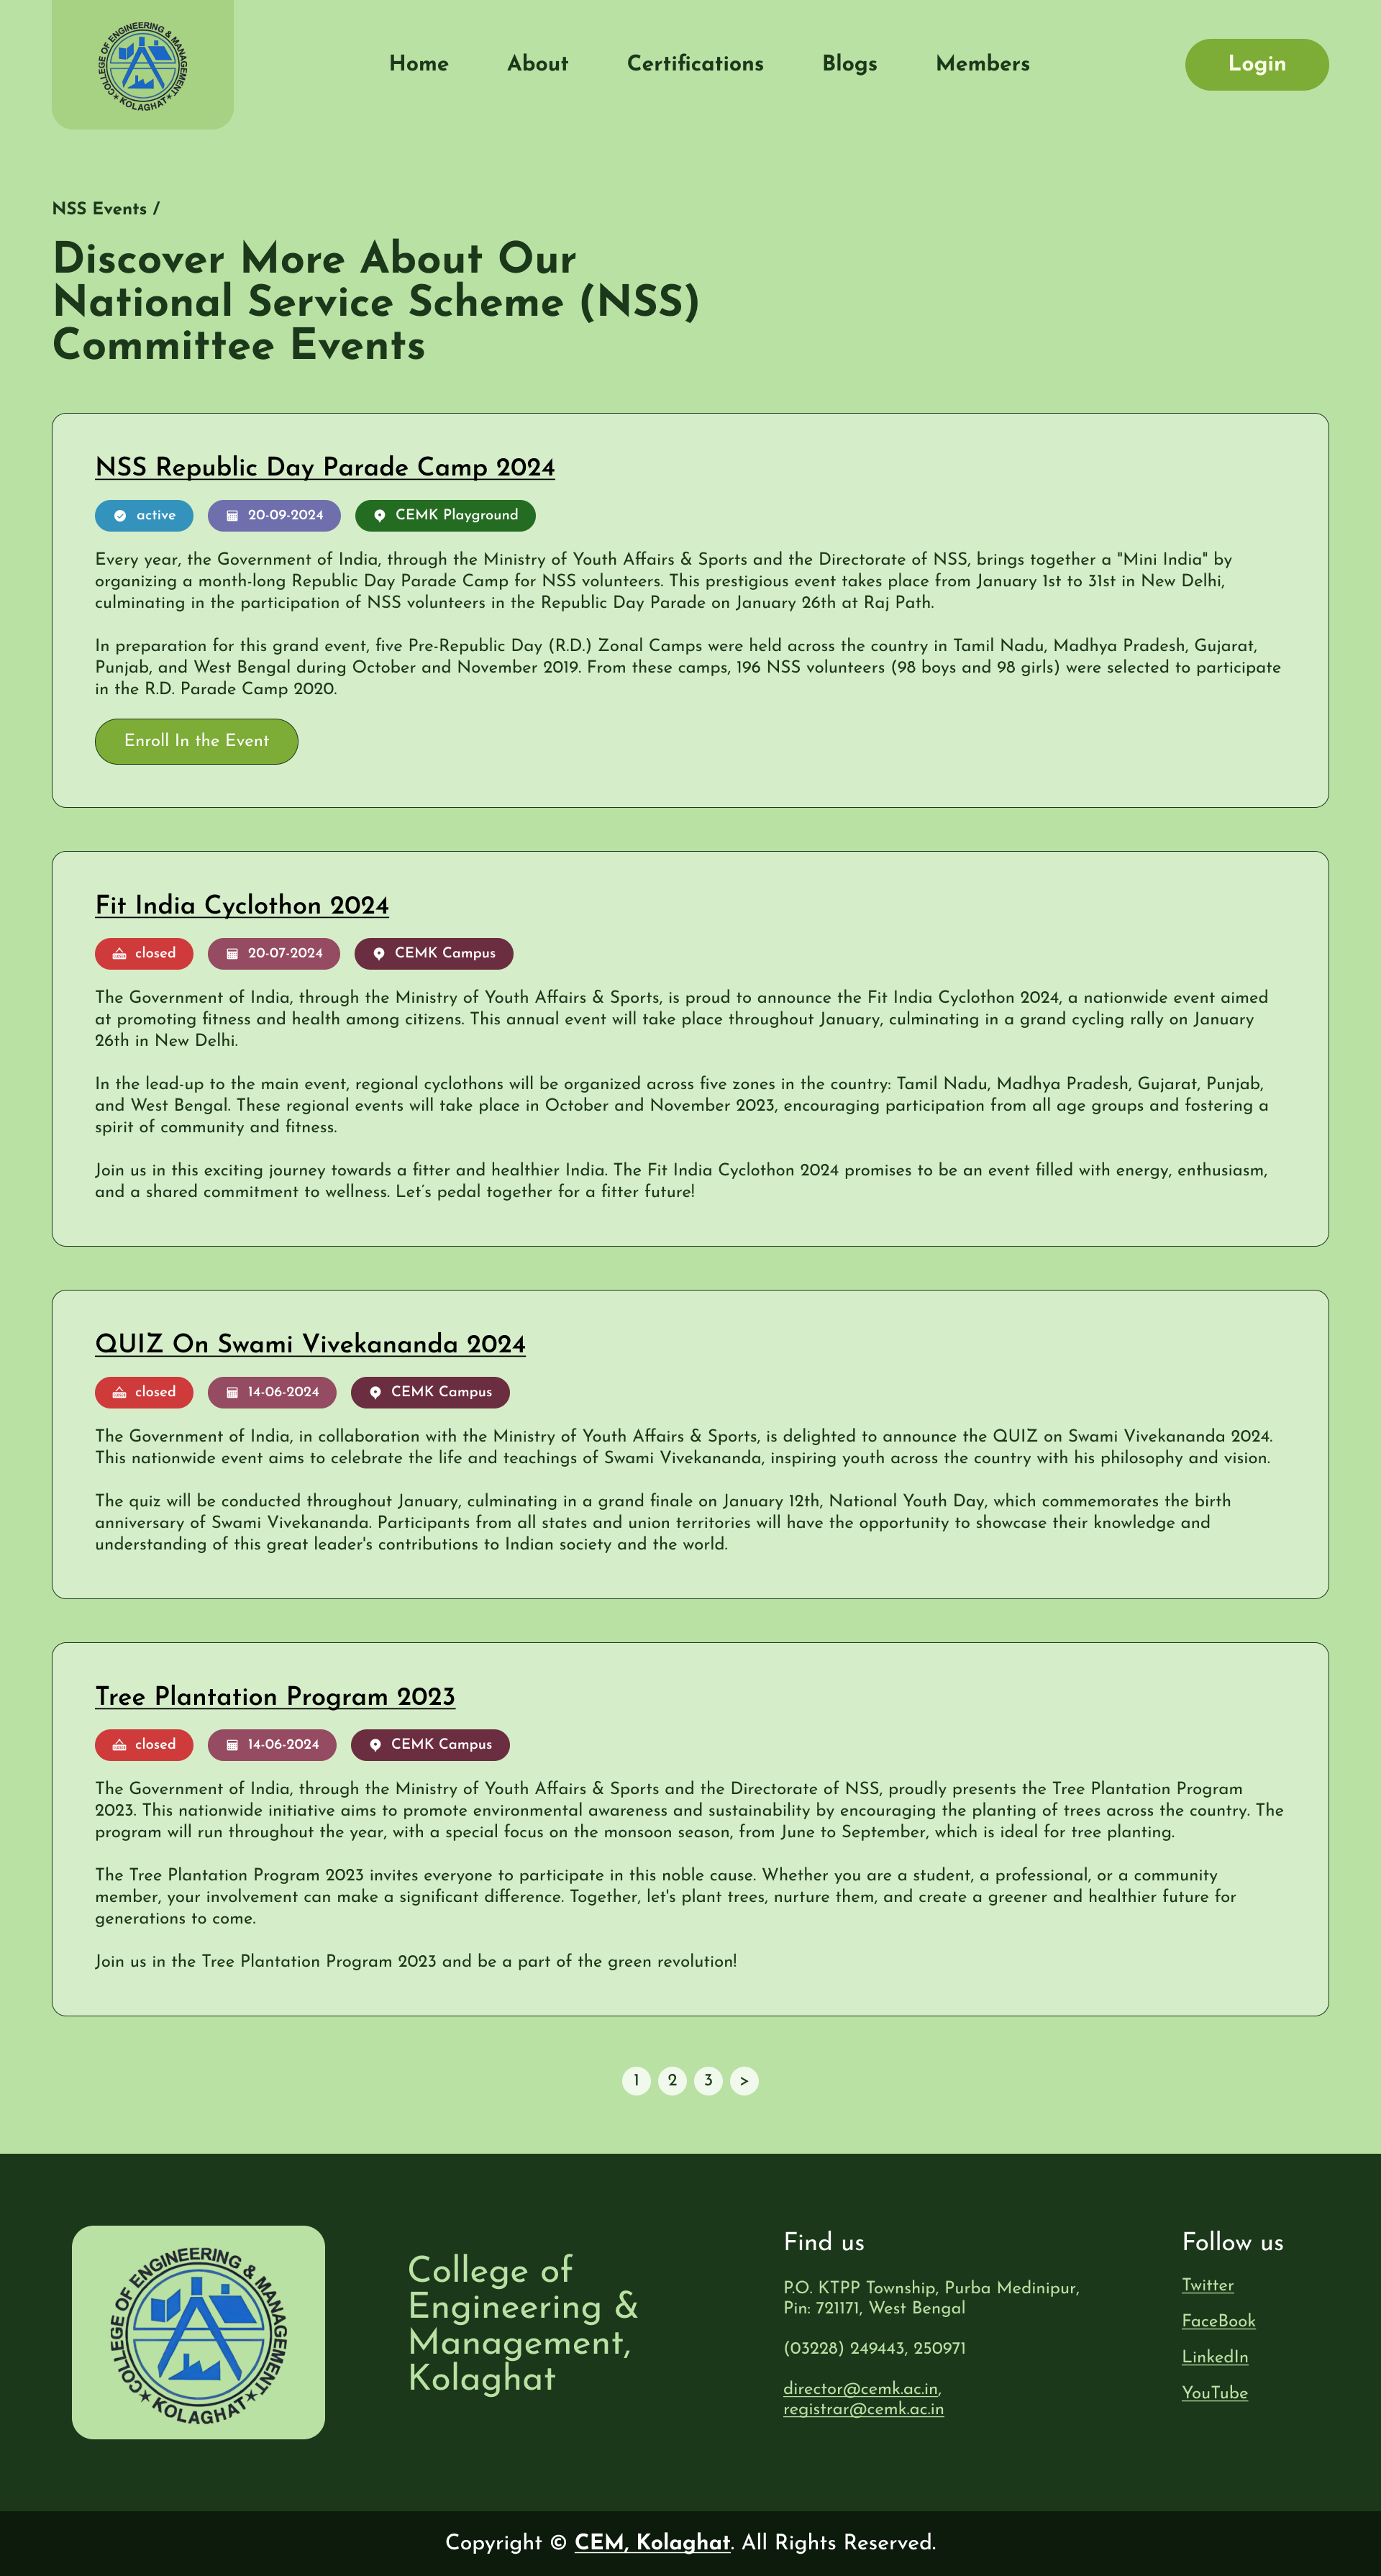 COLLEGE OF ENGINEERING & MANAGEMENT
★ KOLAGHAT ★
Home About Certifications Blogs Members Login
NSS Events /
Discover More About Our
National Service Scheme (NSS)
Committee Events
NSS Republic Day Parade Camp 2024
active 20-09-2024 CEMK Playground
Every year, the Government of India, through the Ministry of Youth Affairs & Sports and the Directorate of NSS, brings together a "Mini India" by
organizing a month-long Republic Day Parade Camp for NSS volunteers. This prestigious event takes place from January 1st to 31st in New Delhi,
culminating in the participation of NSS volunteers in the Republic Day Parade on January 26th at Raj Path.
In preparation for this grand event, five Pre-Republic Day (R.D.) Zonal Camps were held across the country in Tamil Nadu, Madhya Pradesh, Gujarat,
Punjab, and West Bengal during October and November 2019. From these camps, 196 NSS volunteers (98 boys and 98 girls) were selected to participate
in the R.D. Parade Camp 2020.
Enroll In the Event
Fit India Cyclothon 2024
closed 20-07-2024 CEMK Campus
The Government of India, through the Ministry of Youth Affairs & Sports, is proud to announce the Fit India Cyclothon 2024, a nationwide event aimed
at promoting fitness and health among citizens. This annual event will take place throughout January, culminating in a grand cycling rally on January
26th in New Delhi.
In the lead-up to the main event, regional cyclothons will be organized across five zones in the country: Tamil Nadu, Madhya Pradesh, Gujarat, Punjab,
and West Bengal. These regional events will take place in October and November 2023, encouraging participation from all age groups and fostering a
spirit of community and fitness.
Join us in this exciting journey towards a fitter and healthier India. The Fit India Cyclothon 2024 promises to be an event filled with energy, enthusiasm,
and a shared commitment to wellness. Let's pedal together for a fitter future!
QUIZ On Swami Vivekananda 2024
closed 14-06-2024 CEMK Campus
The Government of India, in collaboration with the Ministry of Youth Affairs & Sports, is delighted to announce the QUIZ on Swami Vivekananda 2024.
This nationwide event aims to celebrate the life and teachings of Swami Vivekananda, inspiring youth across the country with his philosophy and vision.
The quiz will be conducted throughout January, culminating in a grand finale on January 12th, National Youth Day, which commemorates the birth
anniversary of Swami Vivekananda. Participants from all states and union territories will have the opportunity to showcase their knowledge and
understanding of this great leader's contributions to Indian society and the world.
Tree Plantation Program 2023
closed 14-06-2024 CEMK Campus
The Government of India, through the Ministry of Youth Affairs & Sports and the Directorate of NSS, proudly presents the Tree Plantation Program
2023. This nationwide initiative aims to promote environmental awareness and sustainability by encouraging the planting of trees across the country. The
program will run throughout the year, with a special focus on the monsoon season, from June to September, which is ideal for tree planting.
The Tree Plantation Program 2023 invites everyone to participate in this noble cause. Whether you are a student, a professional, or a community
member, your involvement can make a significant difference. Together, let's plant trees, nurture them, and create a greener and healthier future for
generations to come.
Join us in the Tree Plantation Program 2023 and be a part of the green revolution!
1 2 3 >
COLLEGE OF ENGINEERING & MANAGEMENT
★ KOLAGHAT ★
College of
Engineering &
Management,
Kolaghat
Find us
P.O. KTPP Township, Purba Medinipur,
Pin: 721171, West Bengal
(03228) 249443, 250971
director@cemk.ac.in,
registrar@cemk.ac.in
Follow us
Twitter
FaceBook
LinkedIn
YouTube
Copyright © CEM, Kolaghat. All Rights Reserved.